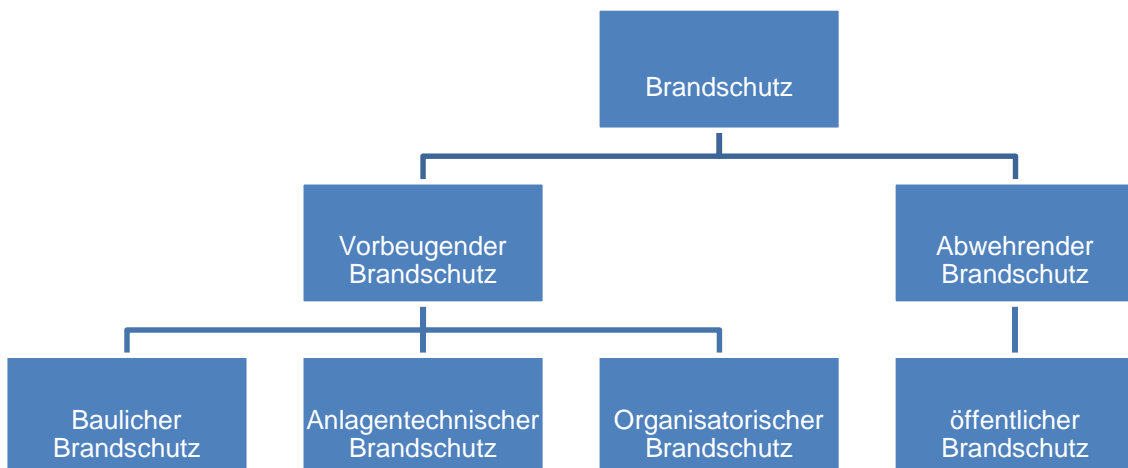 Brandschutz
Vorbeugender
Brandschutz
Abwehrender
Brandschutz
Baulicher
Brandschutz
Anlagentechnischer
Brandschutz
Organisatorischer
Brandschutz
öffentlicher
Brandschutz